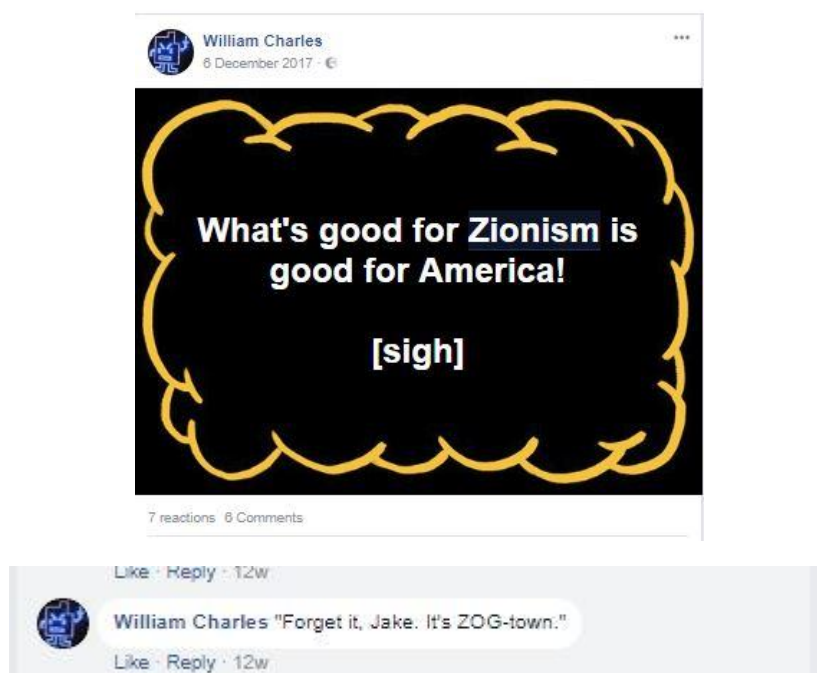 William Charles
6 December 2017 ·
What's good for Zionism is
good for America!
[sigh]
7 reactions 6 Comments
Like · Reply · 12w
William Charles "Forget it, Jake. It's ZOG-town."
Like · Reply · 12w